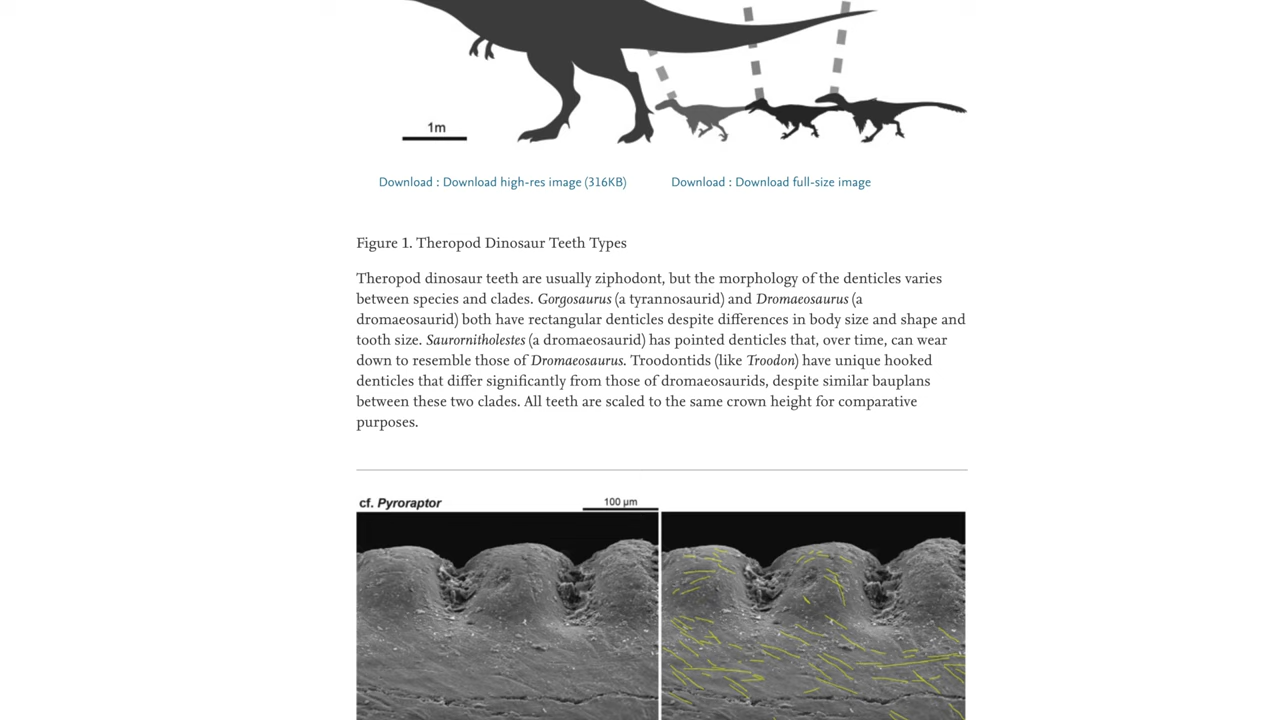 1m
Download : Download high-res image (316KB)
Download : Download full-size image
Figure 1. Theropod Dinosaur Teeth Types
Theropod dinosaur teeth are usually ziphodont, but the morphology of the denticles varies
between species and clades. Gorgosaurus (a tyrannosaurid) and Dromaeosaurus (a
dromaeosaurid) both have rectangular denticles despite differences in body size and shape and
tooth size. Saurornitholestes (a dromaeosaurid) has pointed denticles that, over time, can wear
down to resemble those of Dromaeosaurus. Troodontids (like Troodon) have unique hooked
denticles that differ significantly from those of dromaeosaurids, despite similar bauplans
between these two clades. All teeth are scaled to the same crown height for comparative
purposes.
cf. Pyroraptor
100 µm